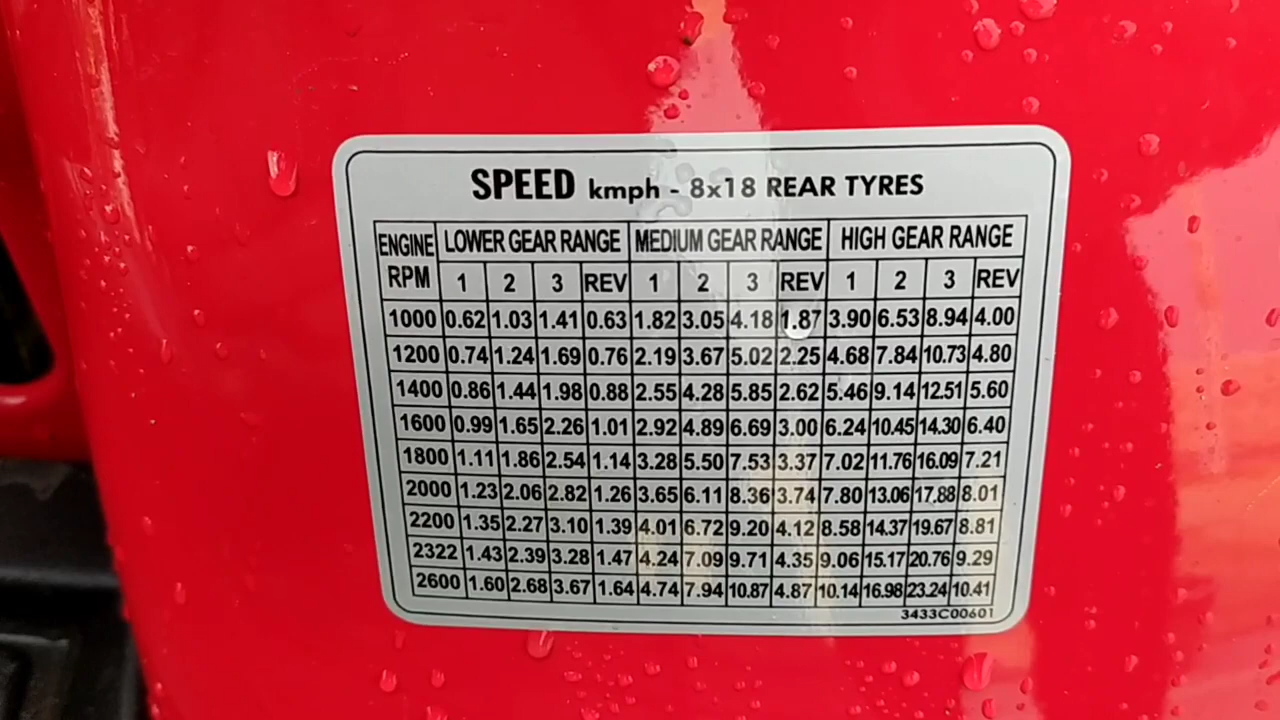 SPEED kmph - 8x18 REAR TYRES
ENGINE RPM LOWER GEAR RANGE MEDIUM GEAR RANGE HIGH GEAR RANGE
1 2 3 REV 1 2 3 REV 1 2 3 REV
1000 0.62 1.03 1.41 0.63 1.82 3.05 4.18 1.87 3.90 6.53 8.94 4.00
1200 0.74 1.24 1.69 0.76 2.19 3.67 5.02 2.25 4.68 7.84 10.73 4.80
1400 0.86 1.44 1.98 0.88 2.55 4.28 5.85 2.62 5.46 9.14 12.51 5.60
1600 0.99 1.65 2.26 1.01 2.92 4.89 6.69 3.00 6.24 10.45 14.30 6.40
1800 1.11 1.86 2.54 1.14 3.28 5.50 7.53 3.37 7.02 11.76 16.09 7.21
2000 1.23 2.06 2.82 1.26 3.65 6.11 8.36 3.74 7.80 13.06 17.88 8.01
2200 1.35 2.27 3.10 1.39 4.01 6.72 9.20 4.12 8.58 14.37 19.67 8.81
2322 1.43 2.39 3.28 1.47 4.24 7.09 9.71 4.35 9.06 15.17 20.76 9.29
2600 1.60 2.68 3.67 1.64 4.74 7.94 10.87 4.87 10.14 16.98 23.24 10.41
3433C00601